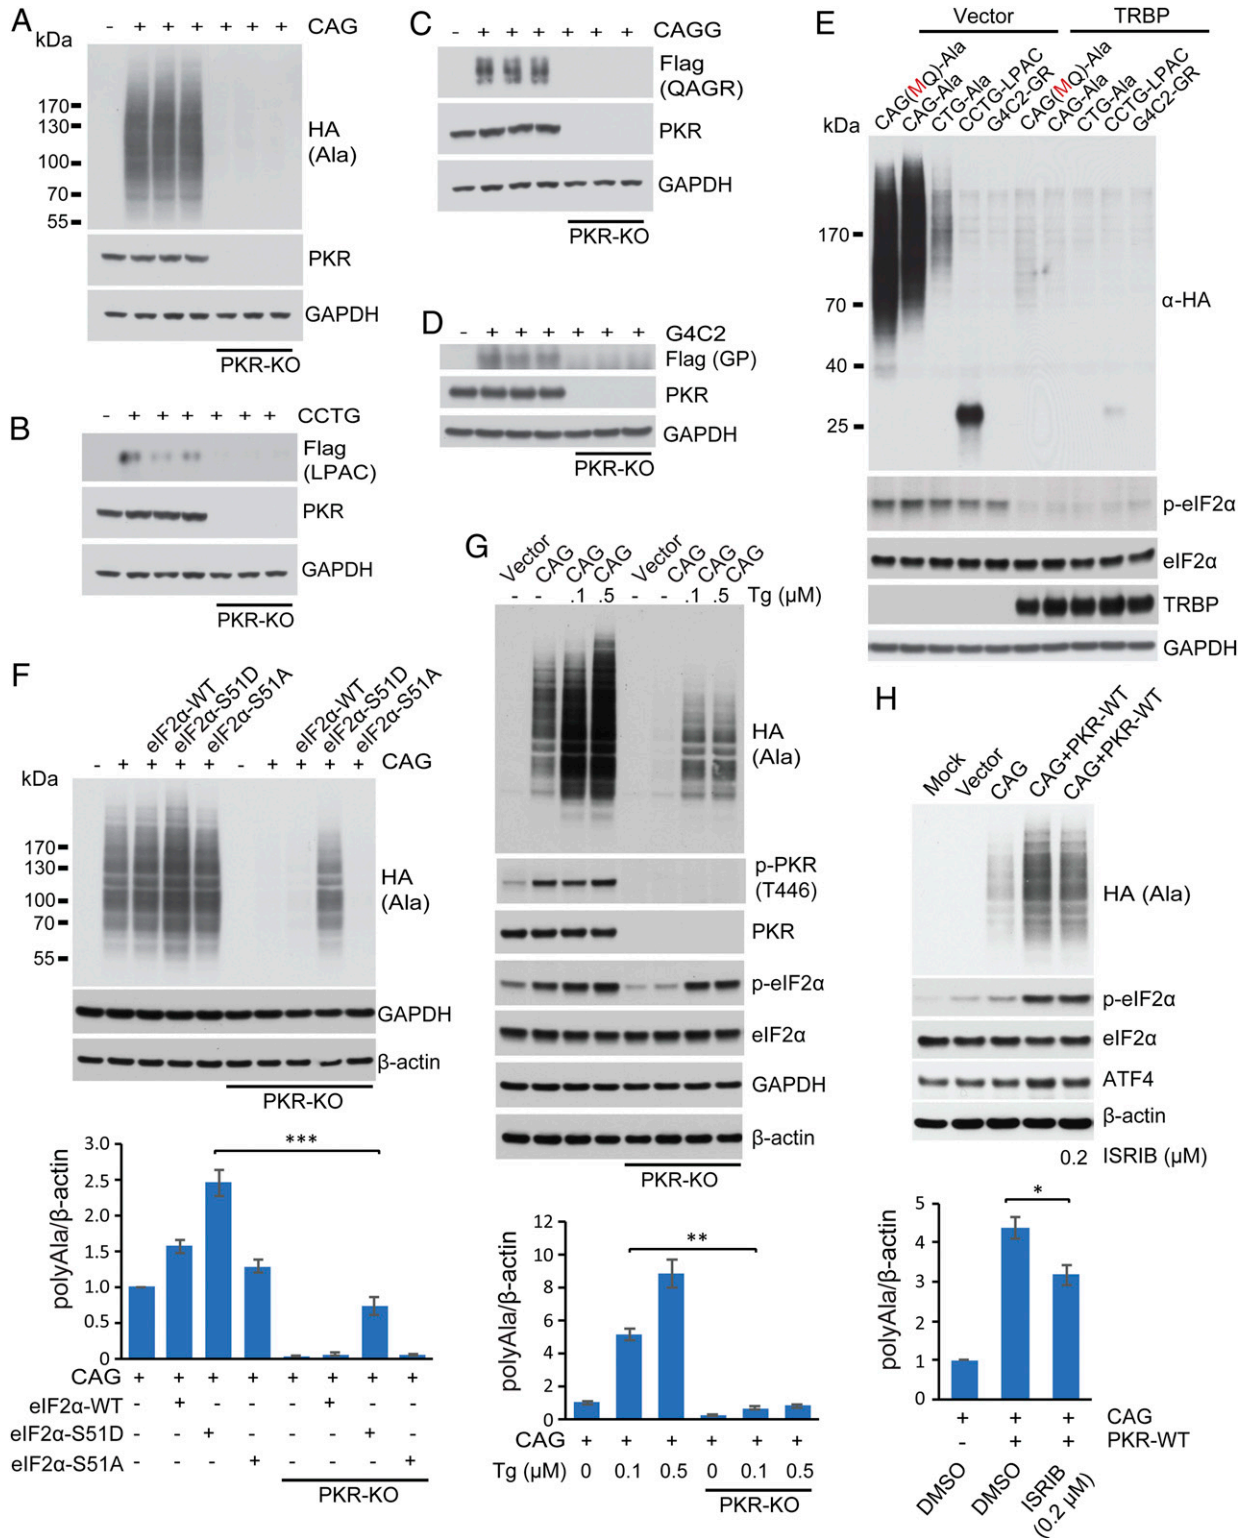 A
kDa
- + + + + + + CAG
170
130
100
70
55
HA
(Ala)
PKR
GAPDH
PKR-KO
B
- + + + + + + CCTG
Flag
(LPAC)
PKR
GAPDH
PKR-KO
C
- + + + + + + CAGG
Flag
(QAGR)
PKR
GAPDH
PKR-KO
D
- + + + + + + G4C2
Flag (GP)
PKR
GAPDH
PKR-KO
E
Vector TRBP
CAG(MQ)-Ala CAG-Ala CTG-Ala CCTG-LPAC G4C2-GR CAG(MQ)-Ala CAG-Ala CTG-Ala CCTG-LPAC G4C2-GR
kDa
170
70
40
25
α-HA
p-eIF2α
eIF2α
TRBP
GAPDH
F
eIF2α-WT eIF2α-S51D eIF2α-S51A eIF2α-WT eIF2α-S51D eIF2α-S51A
- + + + + - + + + + CAG
kDa
170
130
100
70
55
HA
(Ala)
GAPDH
β-actin
PKR-KO
polyAla/β-actin
3.0
2.5
2.0
1.5
1.0
0.5
0
***
CAG + + + + + + + +
eIF2α-WT - + - - - + - -
eIF2α-S51D - - + - - - + -
eIF2α-S51A - - - + - - - +
PKR-KO
G
Vector CAG CAG CAG Vector CAG CAG CAG
- - .1 .5 - - .1 .5 Tg (μM)
HA
(Ala)
p-PKR
(T446)
PKR
p-eIF2α
eIF2α
GAPDH
β-actin
PKR-KO
polyAla/β-actin
12
10
8
6
4
2
0
**
CAG + + + + + +
Tg (μM) 0 0.1 0.5 0 0.1 0.5
PKR-KO
H
Mock Vector CAG CAG+PKR-WT CAG+PKR-WT
HA (Ala)
p-eIF2α
eIF2α
ATF4
β-actin
0.2 ISRIB (μM)
polyAla/β-actin
5
4
3
2
1
0
*
+ + + CAG
- + + PKR-WT
DMSO DMSO ISRIB
(0.2 μM)